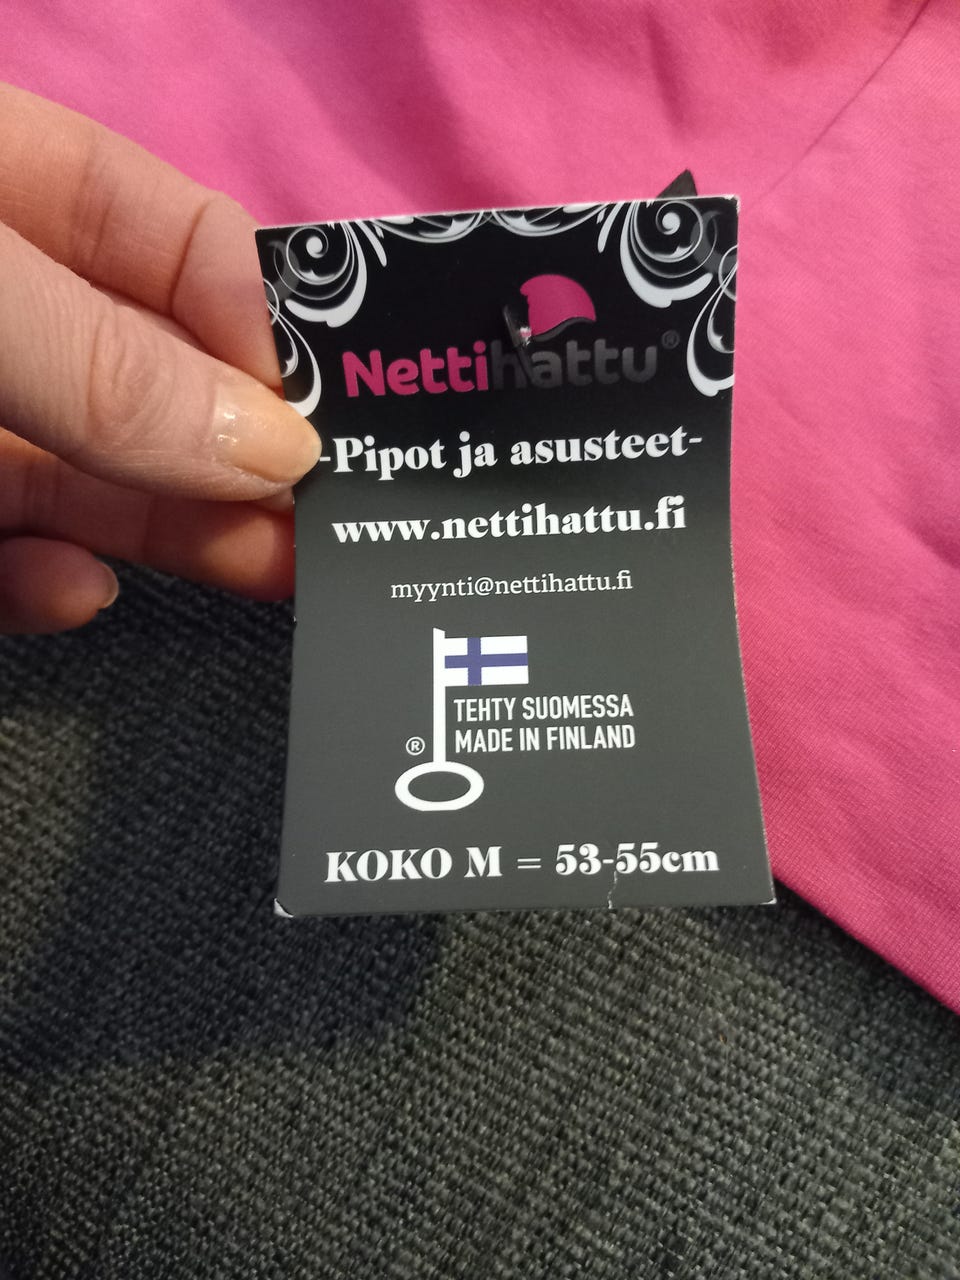 Nettihattu®
-Pipot ja asusteet-
www.nettihattu.fi
myynti@nettihattu.fi
TEHTY SUOMESSA
MADE IN FINLAND
®
KOKO M = 53-55cm